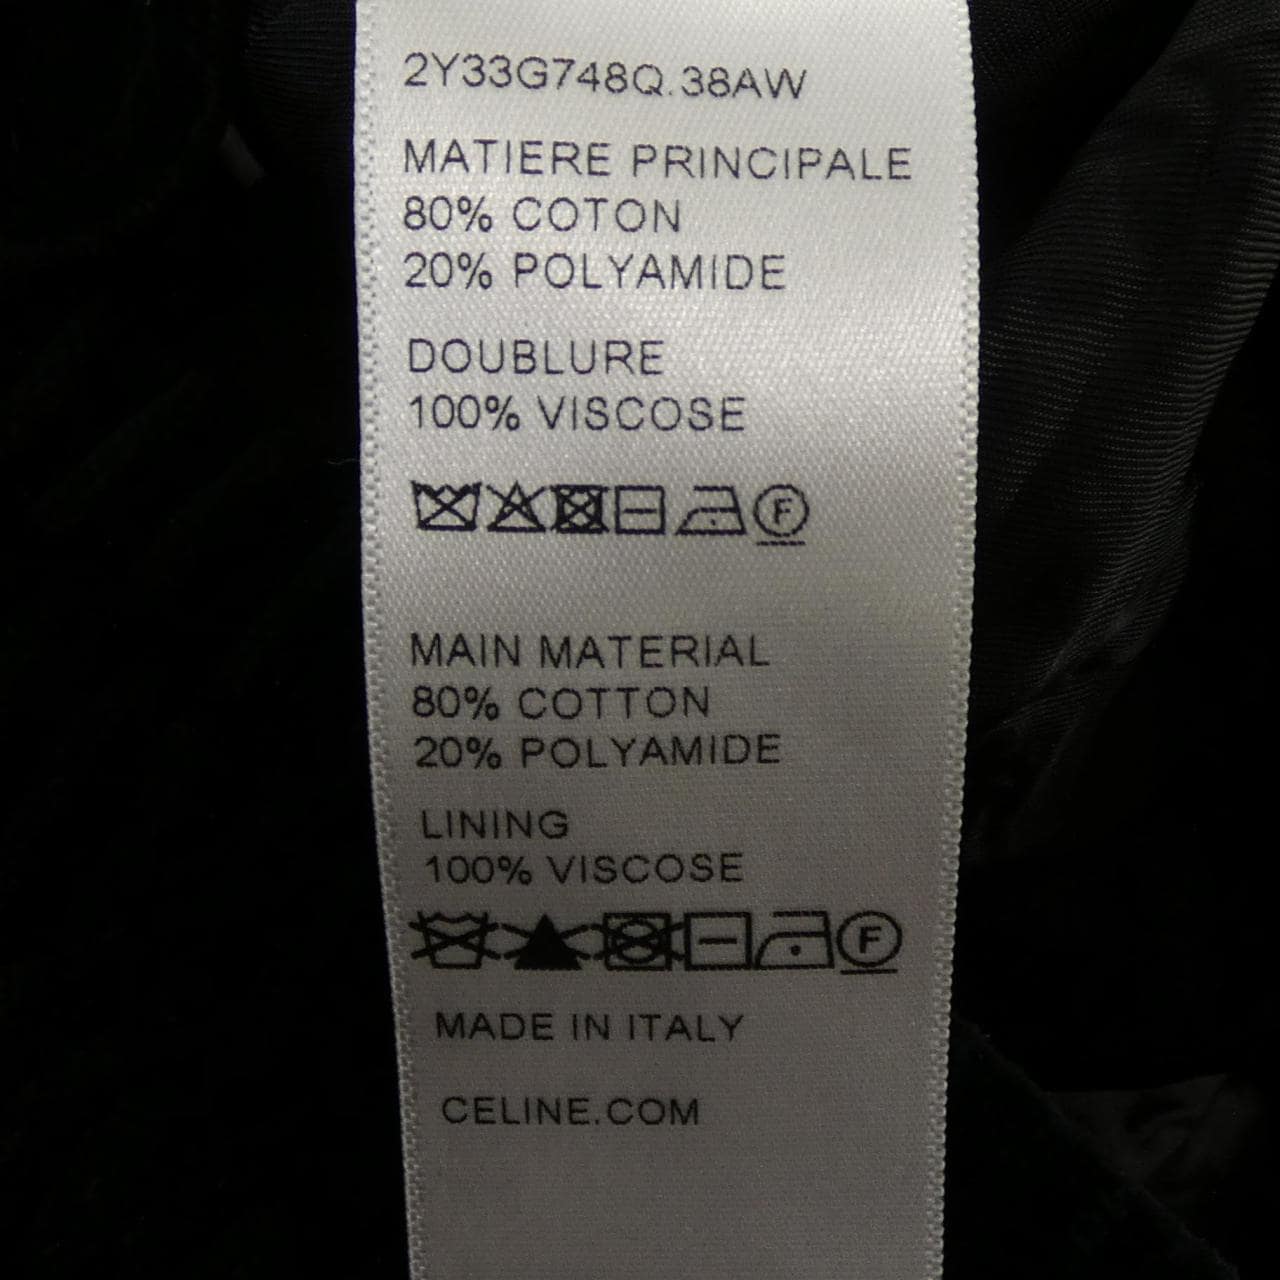 2Y33G748Q.38AW
MATIERE PRINCIPALE
80% COTON
20% POLYAMIDE
DOUBLURE
100% VISCOSE
F
MAIN MATERIAL
80% COTTON
20% POLYAMIDE
LINING
100% VISCOSE
F
MADE IN ITALY
CELINE.COM